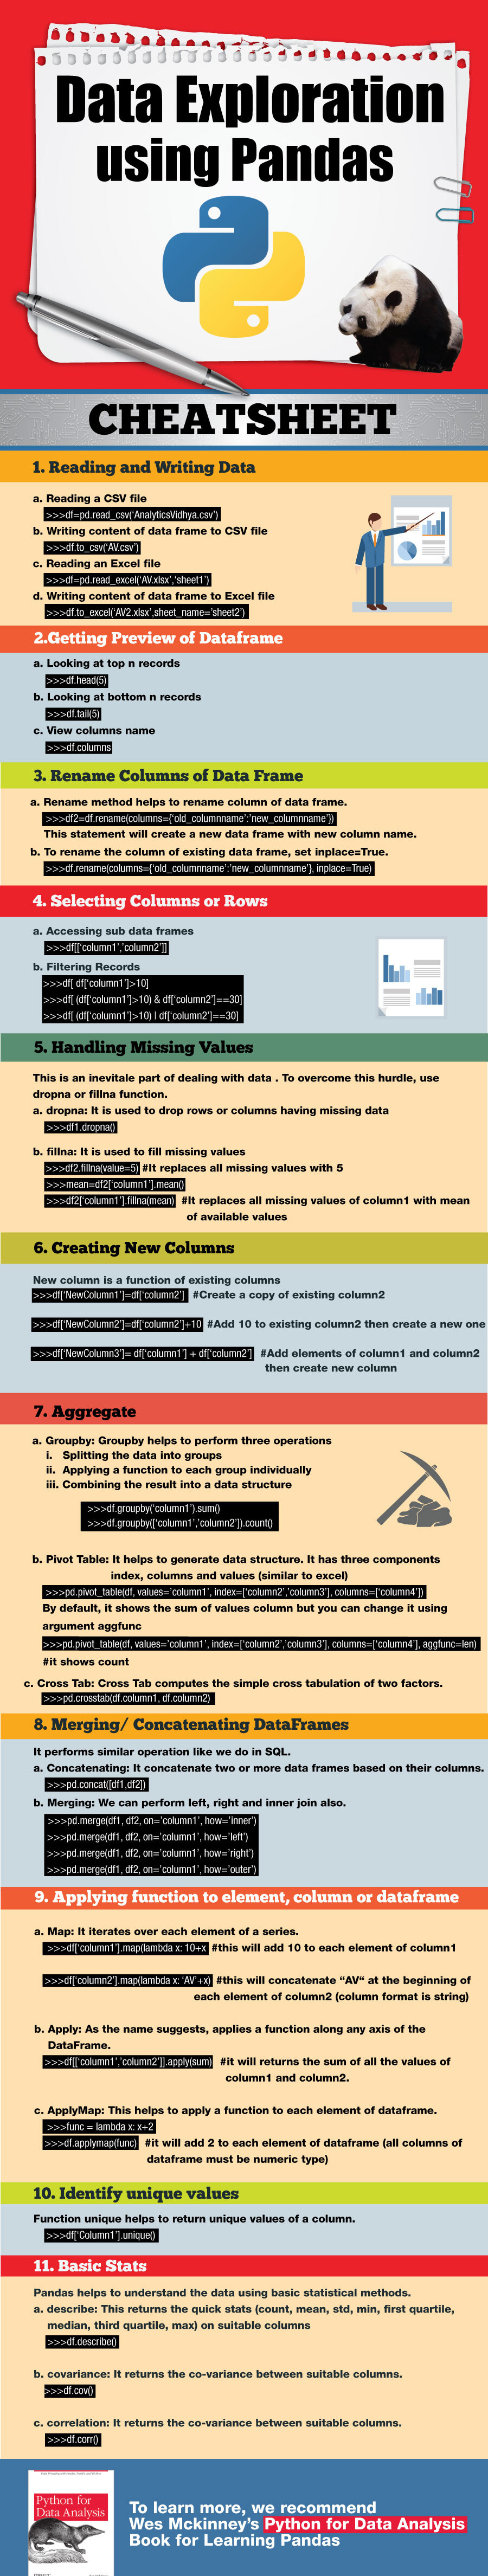 Data Exploration
using Pandas
CHEATSHEET
1. Reading and Writing Data
a. Reading a CSV file
>>>df=pd.read_csv('AnalyticsVidhya.csv')
b. Writing content of data frame to CSV file
>>>df.to_csv('AV.csv')
c. Reading an Excel file
>>>df=pd.read_excel('AV.xlsx','sheet1')
d. Writing content of data frame to Excel file
>>>df.to_excel('AV2.xlsx',sheet_name='sheet2')
2.Getting Preview of Dataframe
a. Looking at top n records
>>>df.head(5)
b. Looking at bottom n records
>>>df.tail(5)
c. View columns name
>>>df.columns
3. Rename Columns of Data Frame
a. Rename method helps to rename column of data frame.
>>>df2=df.rename(columns={'old_columnname':'new_columnname'})
This statement will create a new data frame with new column name.
b. To rename the column of existing data frame, set inplace=True.
>>>df.rename(columns={'old_columnname':'new_columnname'}, inplace=True)
4. Selecting Columns or Rows
a. Accessing sub data frames
>>>df[['column1','column2']]
b. Filtering Records
>>>df[ df['column1']>10]
>>>df[ (df['column1']>10) & df['column2']==30]
>>>df[ (df['column1']>10) | df['column2']==30]
5. Handling Missing Values
This is an inevitale part of dealing with data . To overcome this hurdle, use
dropna or fillna function.
a. dropna: It is used to drop rows or columns having missing data
>>>df1.dropna()
b. fillna: It is used to fill missing values
>>>df2.fillna(value=5) #It replaces all missing values with 5
>>>mean=df2['column1'].mean()
>>>df2['column1'].fillna(mean) #It replaces all missing values of column1 with mean
of available values
6. Creating New Columns
New column is a function of existing columns
>>>df['NewColumn1']=df['column2'] #Create a copy of existing column2
>>>df['NewColumn2']=df['column2']+10 #Add 10 to existing column2 then create a new one
>>>df['NewColumn3']= df['column1'] + df['column2'] #Add elements of column1 and column2
then create new column
7. Aggregate
a. Groupby: Groupby helps to perform three operations
i. Splitting the data into groups
ii. Applying a function to each group individually
iii. Combining the result into a data structure
>>>df.groupby('column1').sum()
>>>df.groupby(['column1','column2']).count()
b. Pivot Table: It helps to generate data structure. It has three components
index, columns and values (similar to excel)
>>>pd.pivot_table(df, values='column1', index=['column2','column3'], columns=['column4'])
By default, it shows the sum of values column but you can change it using
argument aggfunc
>>>pd.pivot_table(df, values='column1', index=['column2','column3'], columns=['column4'], aggfunc=len)
#it shows count
c. Cross Tab: Cross Tab computes the simple cross tabulation of two factors.
>>>pd.crosstab(df.column1, df.column2)
8. Merging/ Concatenating DataFrames
It performs similar operation like we do in SQL.
a. Concatenating: It concatenate two or more data frames based on their columns.
>>>pd.concat([df1,df2])
b. Merging: We can perform left, right and inner join also.
>>>pd.merge(df1, df2, on='column1', how='inner')
>>>pd.merge(df1, df2, on='column1', how='left')
>>>pd.merge(df1, df2, on='column1', how='right')
>>>pd.merge(df1, df2, on='column1', how='outer')
9. Applying function to element, column or dataframe
a. Map: It iterates over each element of a series.
>>>df['column1'].map(lambda x: 10+x #this will add 10 to each element of column1
>>>df['column2'].map(lambda x: 'AV'+x) #this will concatenate "AV" at the beginning of
each element of column2 (column format is string)
b. Apply: As the name suggests, applies a function along any axis of the
DataFrame.
>>>df[['column1','column2']].apply(sum) #it will returns the sum of all the values of
column1 and column2.
c. ApplyMap: This helps to apply a function to each element of dataframe.
>>>func = lambda x: x+2
>>>df.applymap(func) #it will add 2 to each element of dataframe (all columns of
dataframe must be numeric type)
10. Identify unique values
Function unique helps to return unique values of a column.
>>>df['Column1'].unique()
11. Basic Stats
Pandas helps to understand the data using basic statistical methods.
a. describe: This returns the quick stats (count, mean, std, min, first quartile,
median, third quartile, max) on suitable columns
>>>df.describe()
b. covariance: It returns the co-variance between suitable columns.
>>>df.cov()
c. correlation: It returns the co-variance between suitable columns.
>>>df.corr()
Python for
Data Analysis
To learn more, we recommend
Wes Mckinney's Python for Data Analysis
Book for Learning Pandas